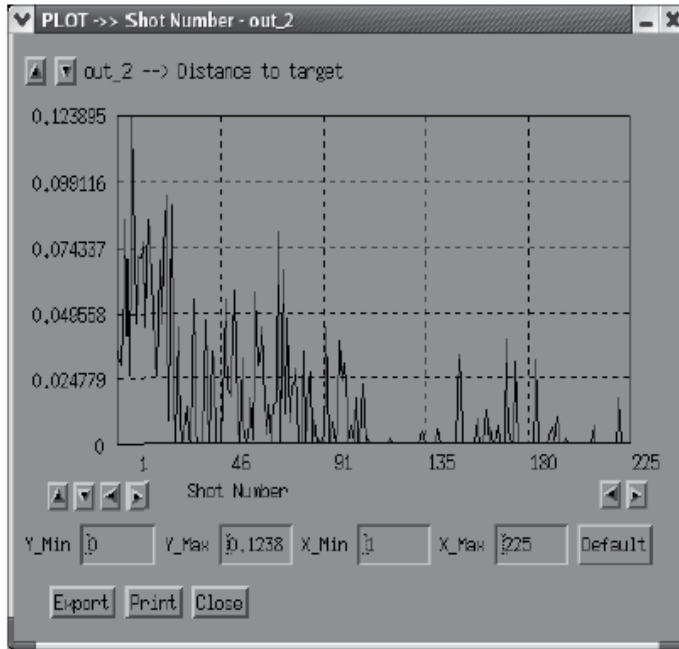 PLOT ->> Shot Number - out_2
out_2 --> Distance to target
0.123895
0.099116
0.074337
0.049558
0.024779
0
1 46 91 135 180 225
Shot Number
Y_Min 0 Y_Max 0.1238 X_Min 1 X_Max 225 Default
Export Print Close